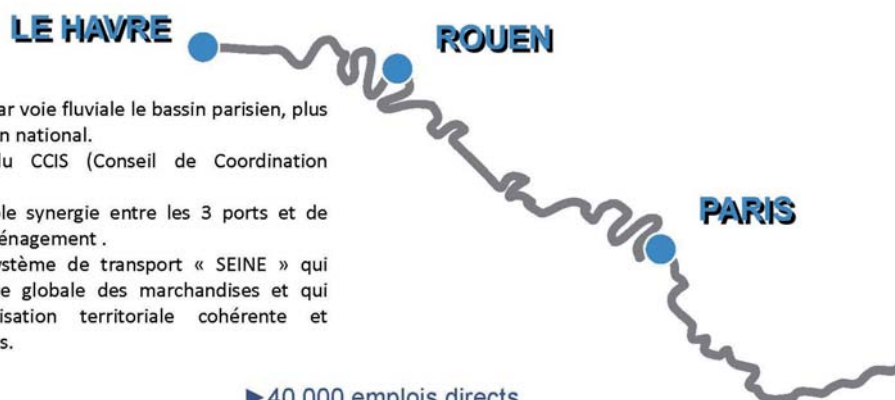 LE HAVRE
ROUEN
ar voie fluviale le bassin parisien, plus
n national.
du CCIS (Conseil de Coordination
ble synergie entre les 3 ports et de
énagement .
ystème de transport « SEINE » qui
e globale des marchandises et qui
isation territoriale cohérente et
s.
PARIS
►40 000 emplois directs